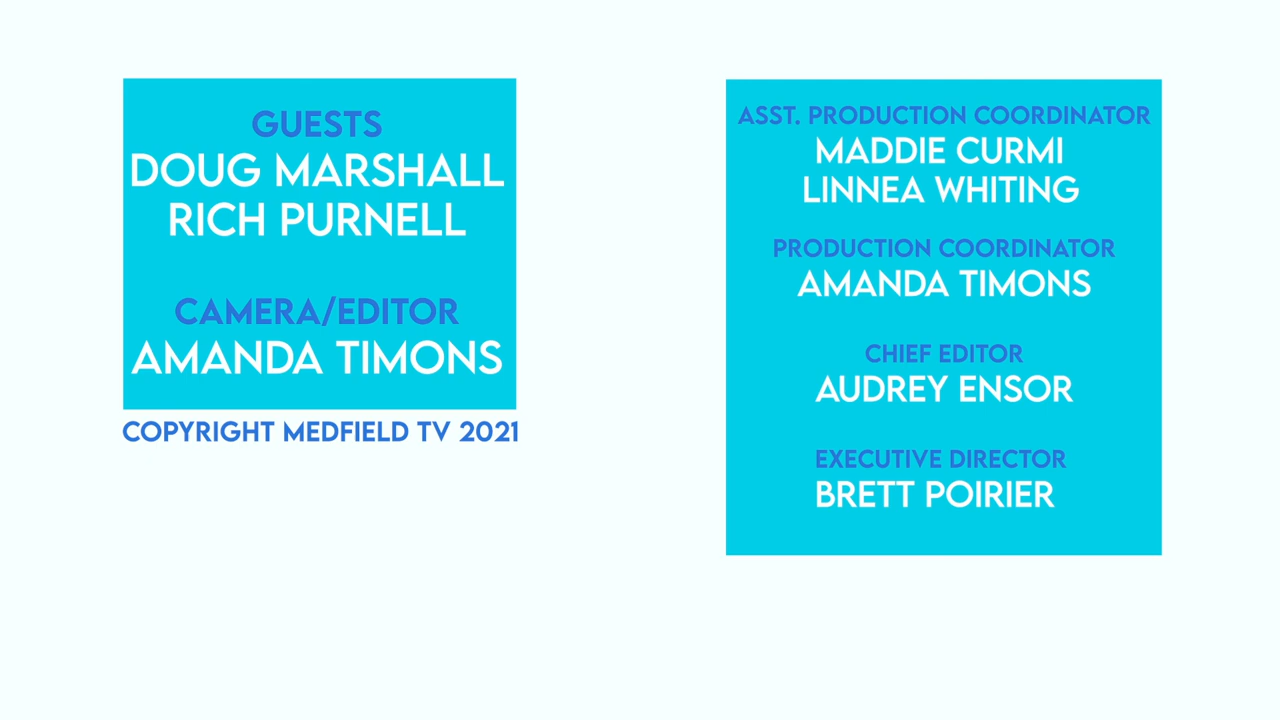 GUESTS
DOUG MARSHALL
RICH PURNELL
CAMERA/EDITOR
AMANDA TIMONS
COPYRIGHT MEDFIELD TV 2021
ASST. PRODUCTION COORDINATOR
MADDIE CURMI
LINNEA WHITING
PRODUCTION COORDINATOR
AMANDA TIMONS
CHIEF EDITOR
AUDREY ENSOR
EXECUTIVE DIRECTOR
BRETT POIRIER